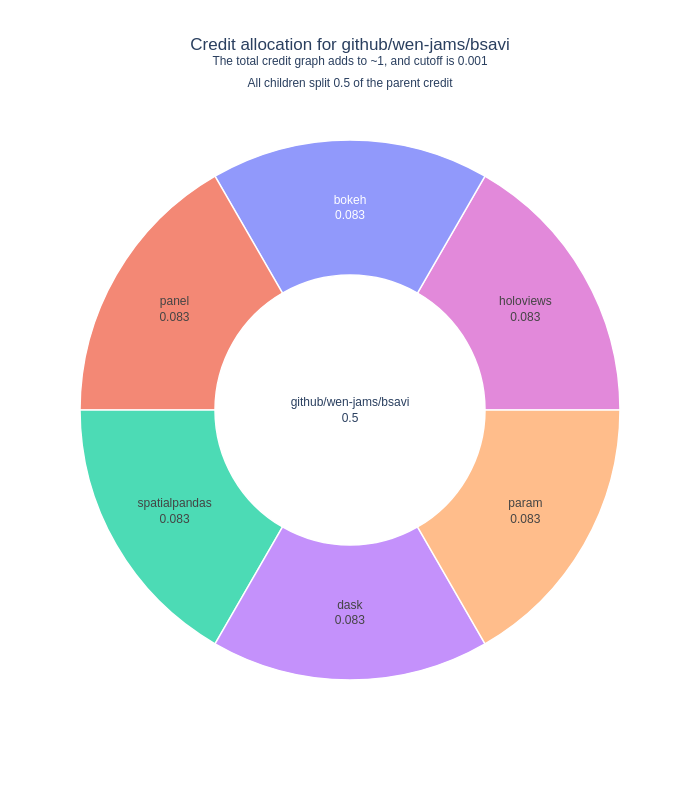 Credit allocation for github/wen-jams/bsavi
The total credit graph adds to ~1, and cutoff is 0.001
All children split 0.5 of the parent credit
bokeh
0.083
panel
0.083
holoviews
0.083
github/wen-jams/bsavi
0.5
spatialpandas
0.083
param
0.083
dask
0.083